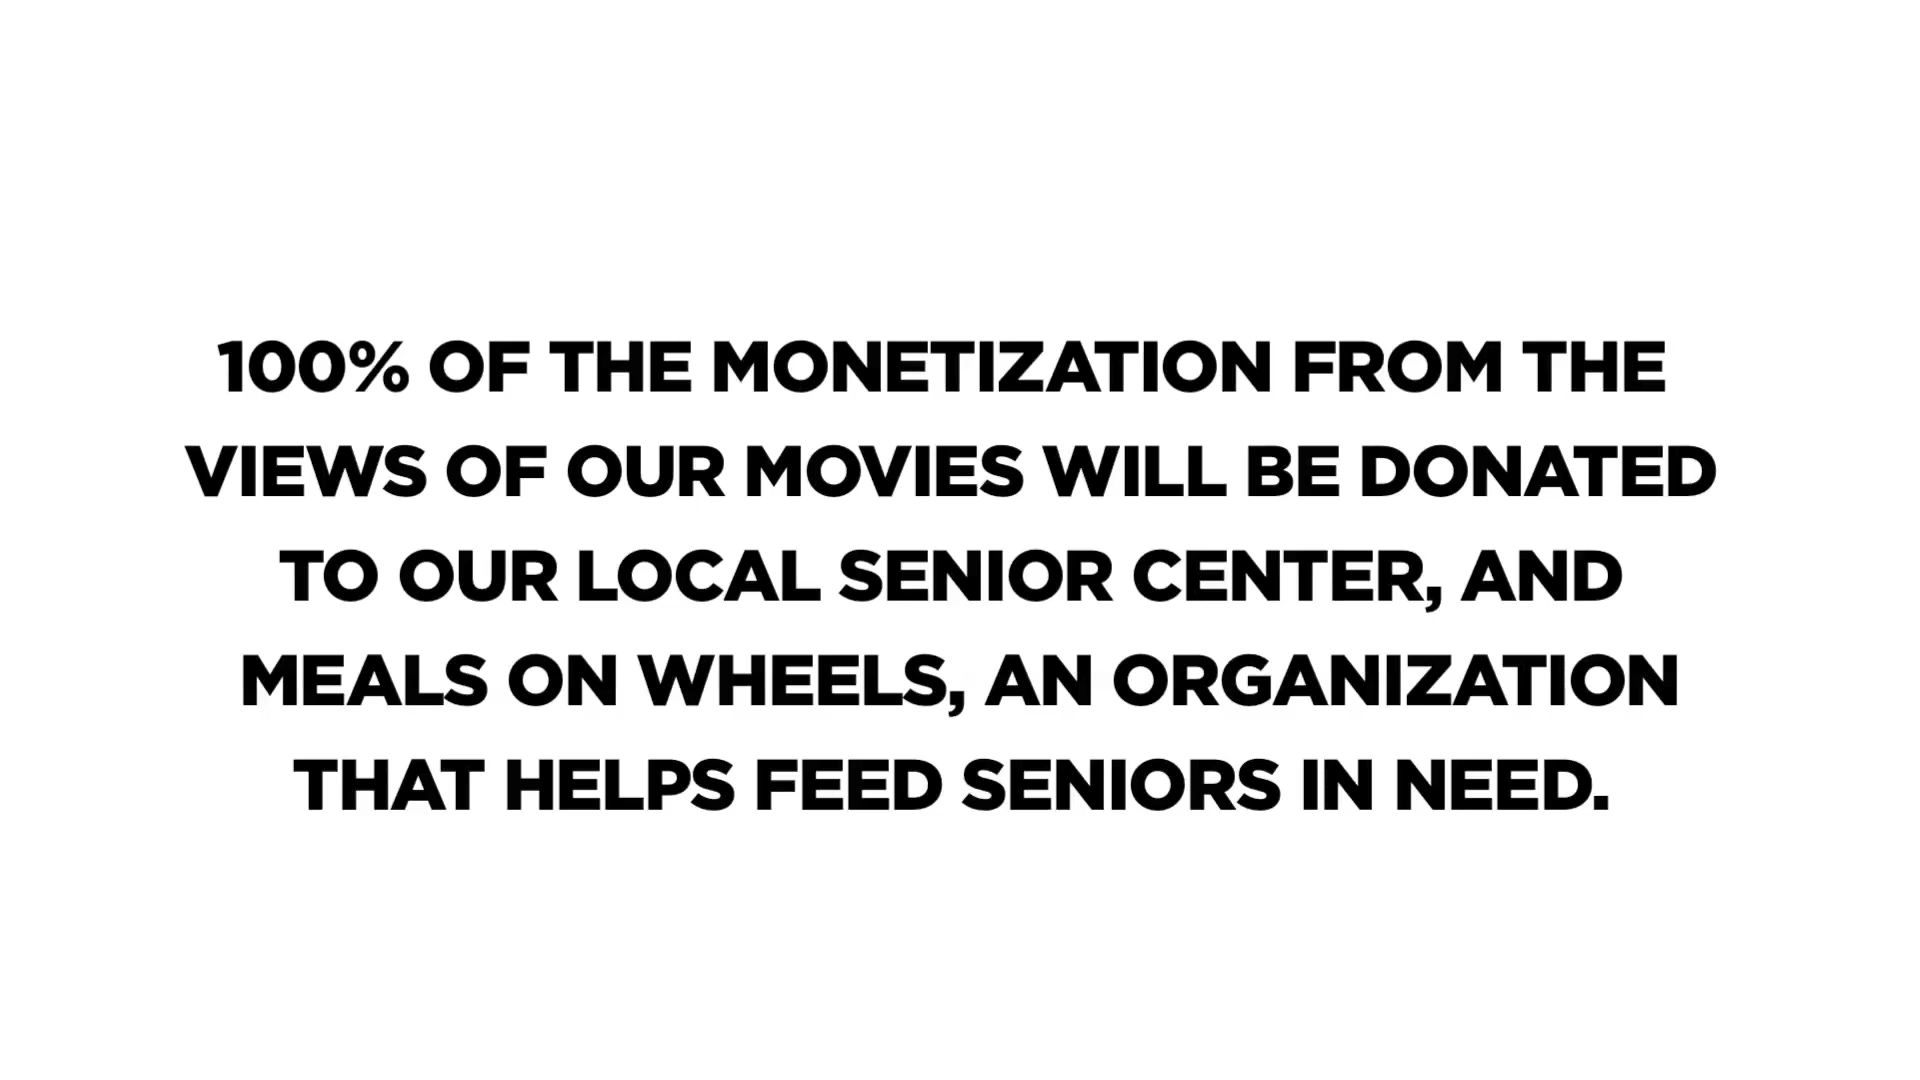 100% OF THE MONETIZATION FROM THE
VIEWS OF OUR MOVIES WILL BE DONATED
TO OUR LOCAL SENIOR CENTER, AND
MEALS ON WHEELS, AN ORGANIZATION
THAT HELPS FEED SENIORS IN NEED.